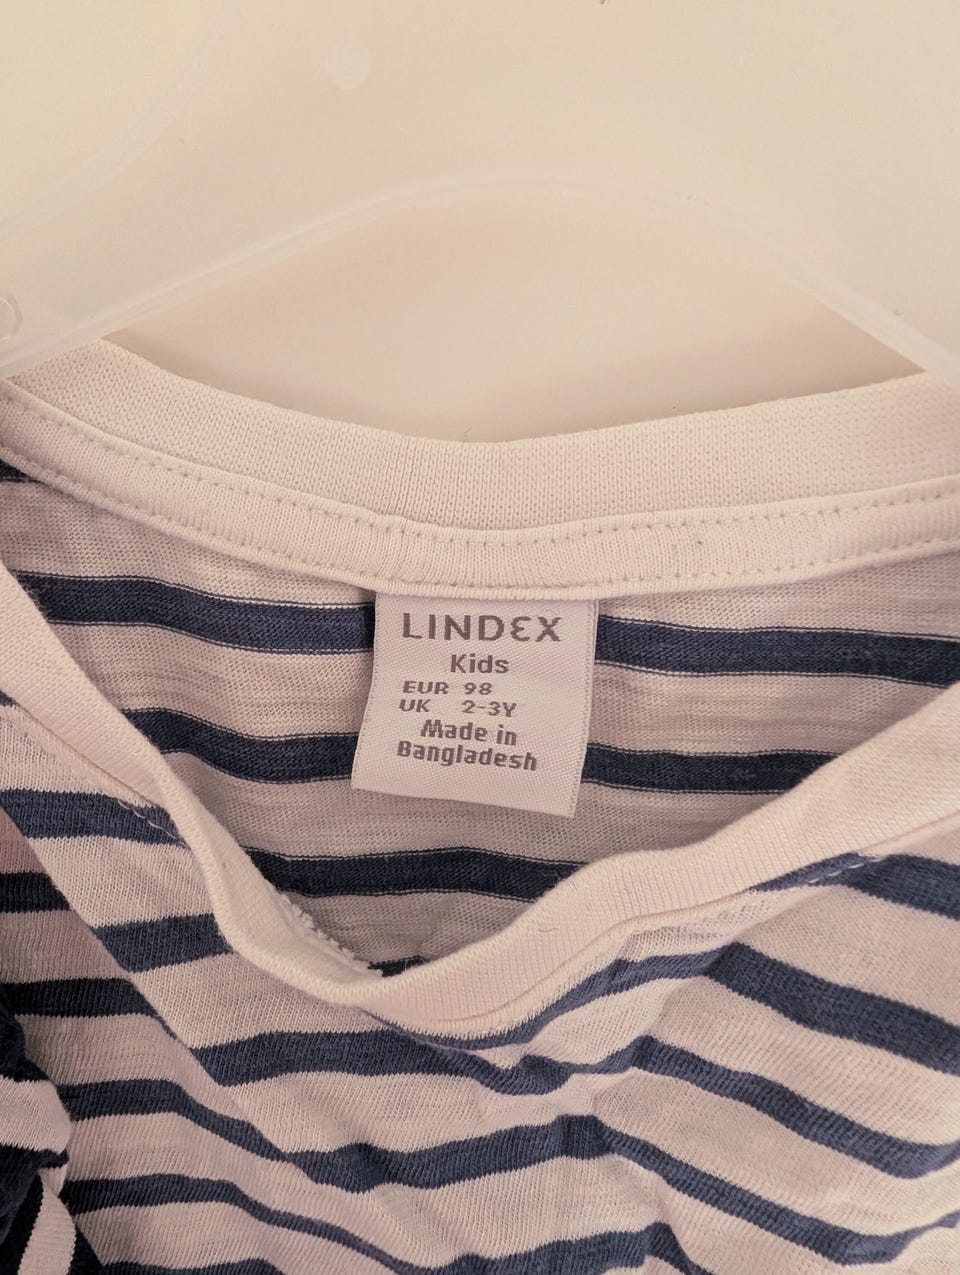 LINDEX
Kids
EUR 98
UK 2-3Y
Made in
Bangladesh